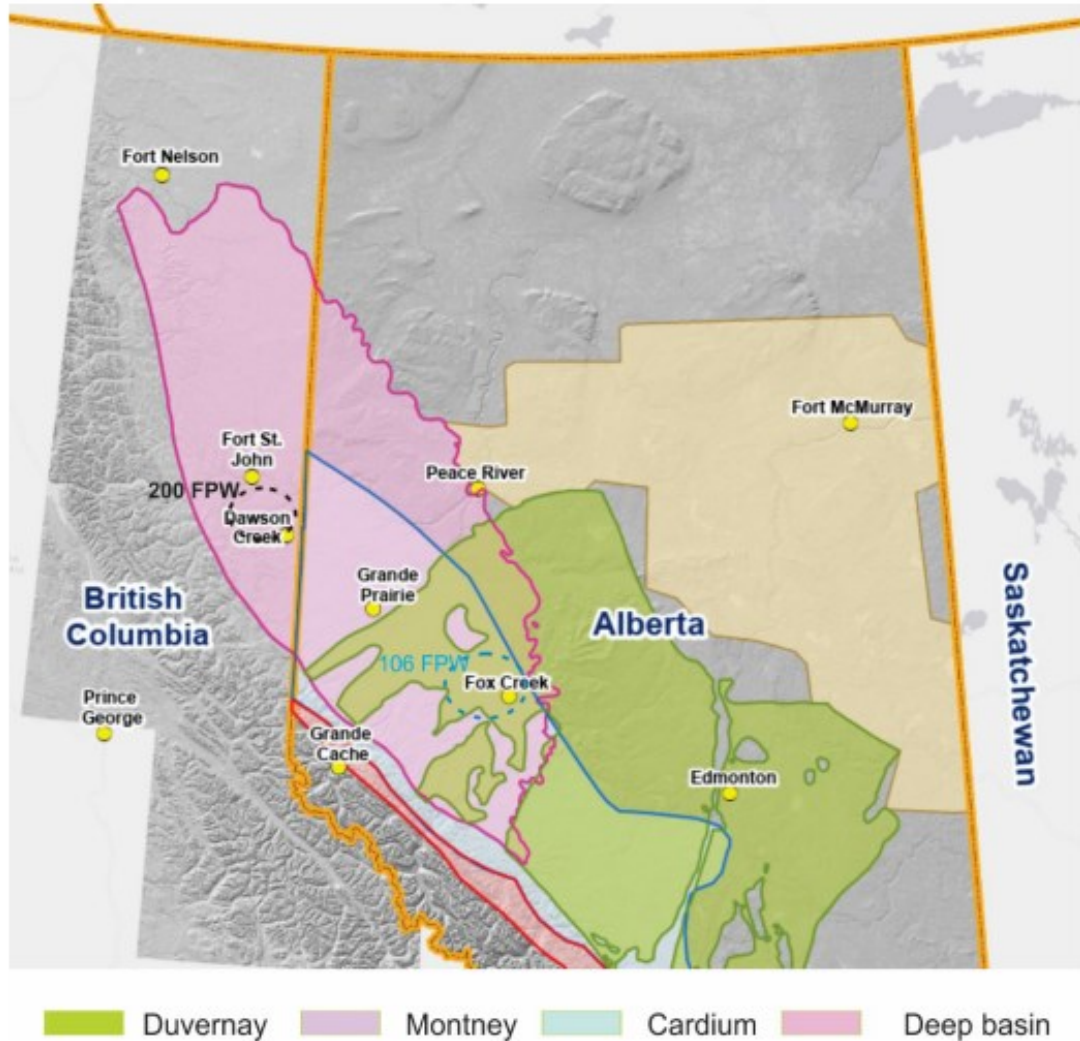 Fort Nelson
Fort McMurray
Fort St.
John
Peace River
200 FPW
Dawson
Creek
Grande
Prairie
British
Columbia
Alberta
Saskatchewan
106 FPW
Fox Creek
Prince
George
Grande
Cache
Edmonton
Duvernay
Montney
Cardium
Deep basin